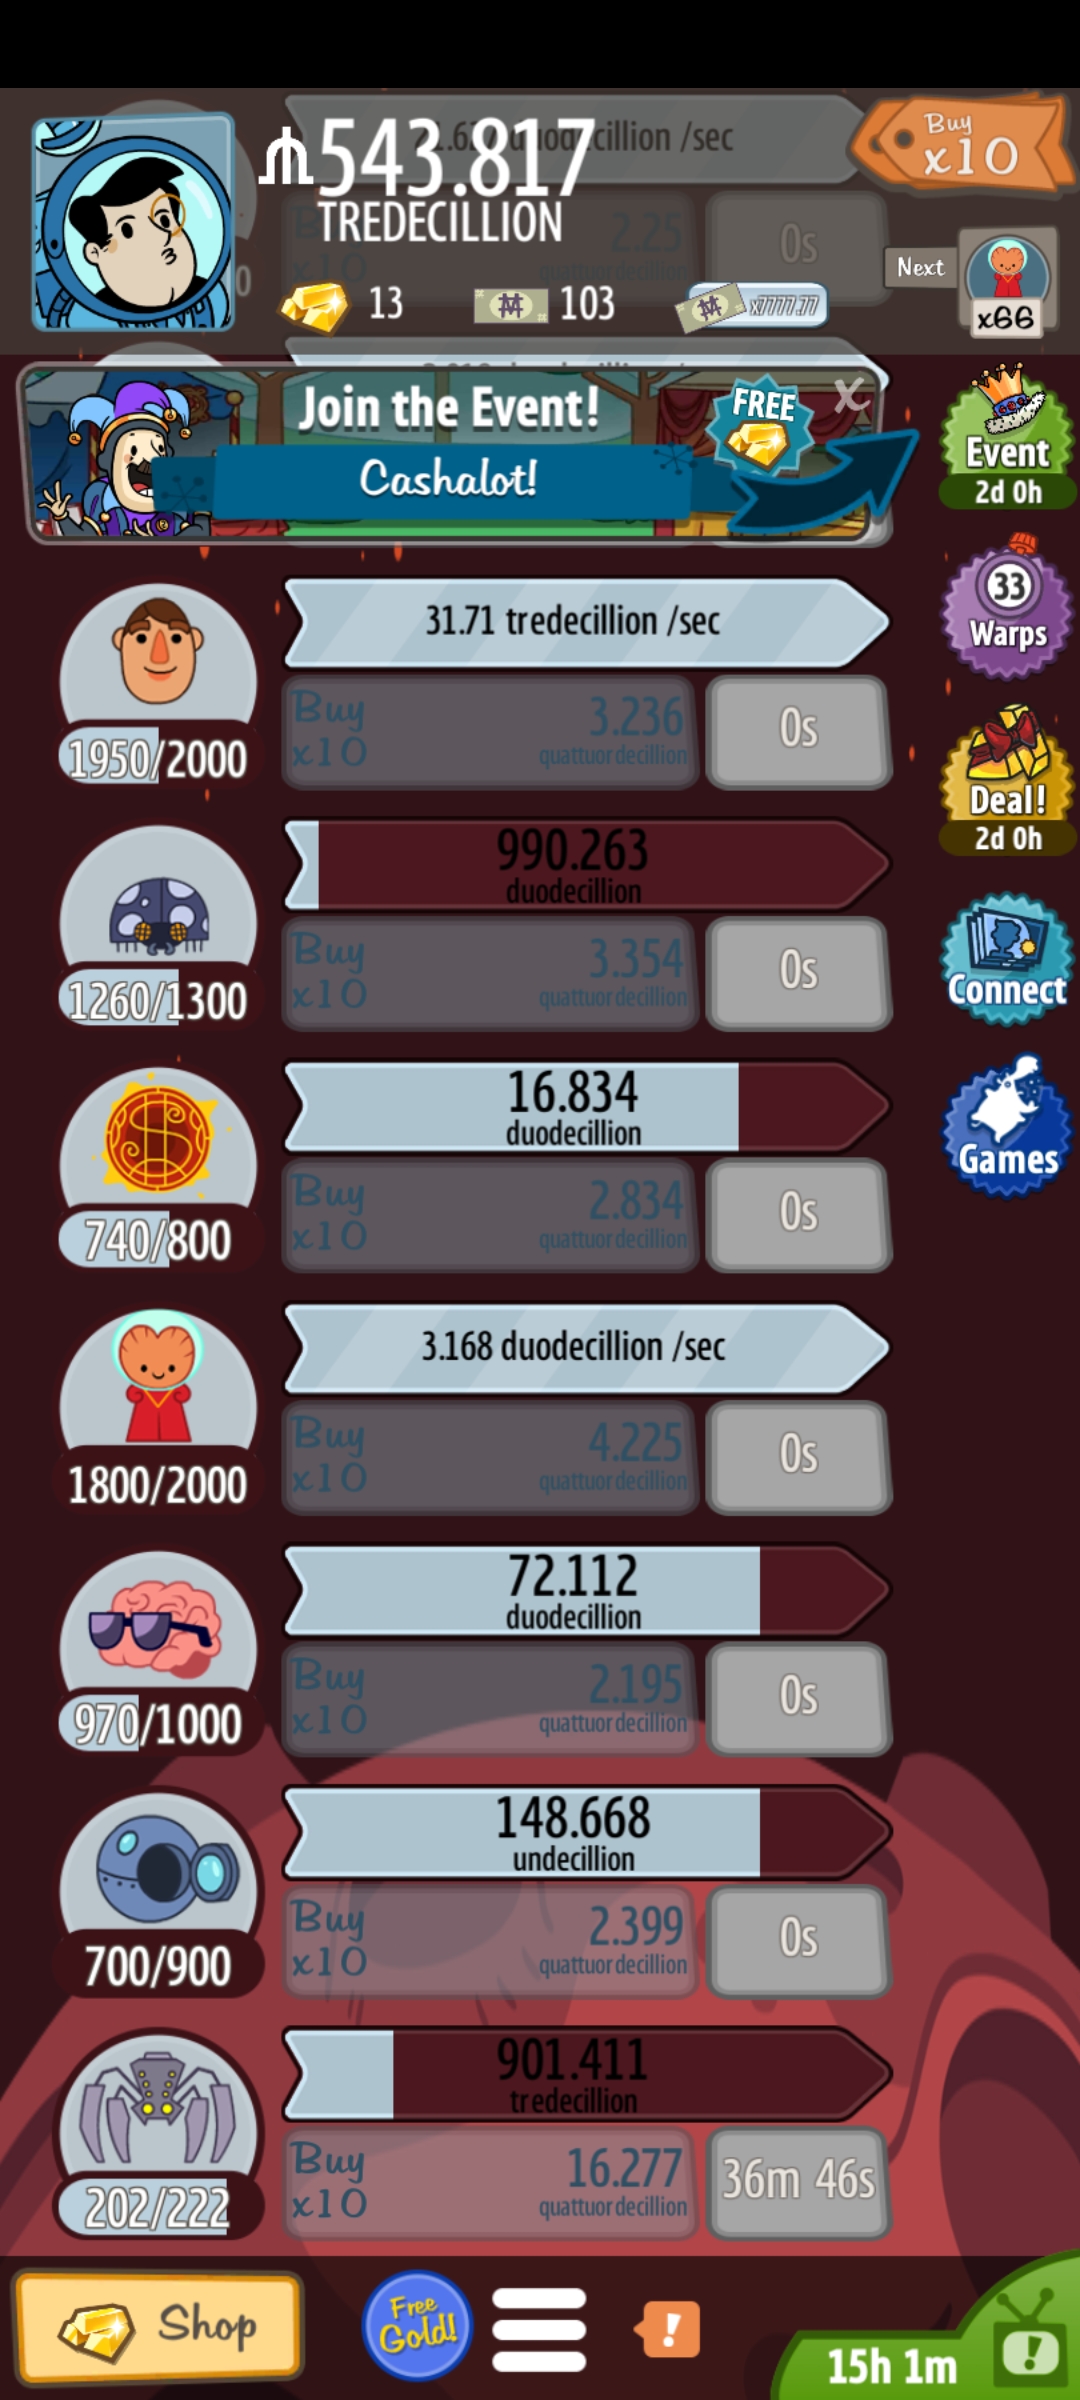 543.817
TREDECILLION
Buy
x10
13
103
x7777.77
Next
x66
Join the Event!
Cashalot!
FREE
X
Event
2d 0h
31.71 tredecillion /sec
Buy
x10
3.236
quattuordecillion
0s
1950/2000
33
Warps
Deal!
2d 0h
990.263
duodecillion
Buy
x10
3.354
quattuordecillion
0s
1260/1300
Connect
16.834
duodecillion
Buy
x10
2.834
quattuordecillion
0s
740/800
Games
3.168 duodecillion /sec
Buy
x10
4.225
quattuordecillion
0s
1800/2000
72.112
duodecillion
Buy
x10
2.195
quattuordecillion
0s
970/1000
148.668
undecillion
Buy
x10
2.399
quattuordecillion
0s
700/900
901.411
tredecillion
Buy
x10
16.277
quattuordecillion
36m 46s
202/222
Shop
Free
Gold!
!
15h 1m
!